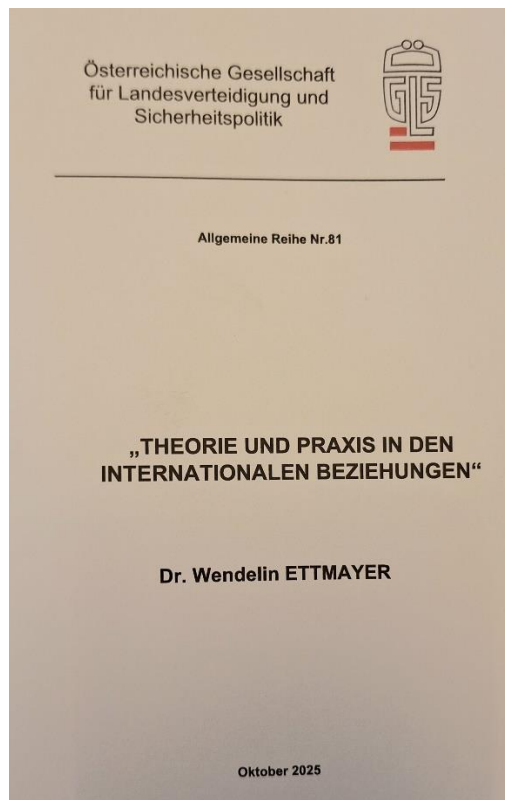 Österreichische Gesellschaft
für Landesverteidigung und
Sicherheitspolitik
ÖGLS
Allgemeine Reihe Nr.81
„THEORIE UND PRAXIS IN DEN
INTERNATIONALEN BEZIEHUNGEN“
Dr. Wendelin ETTMAYER
Oktober 2025